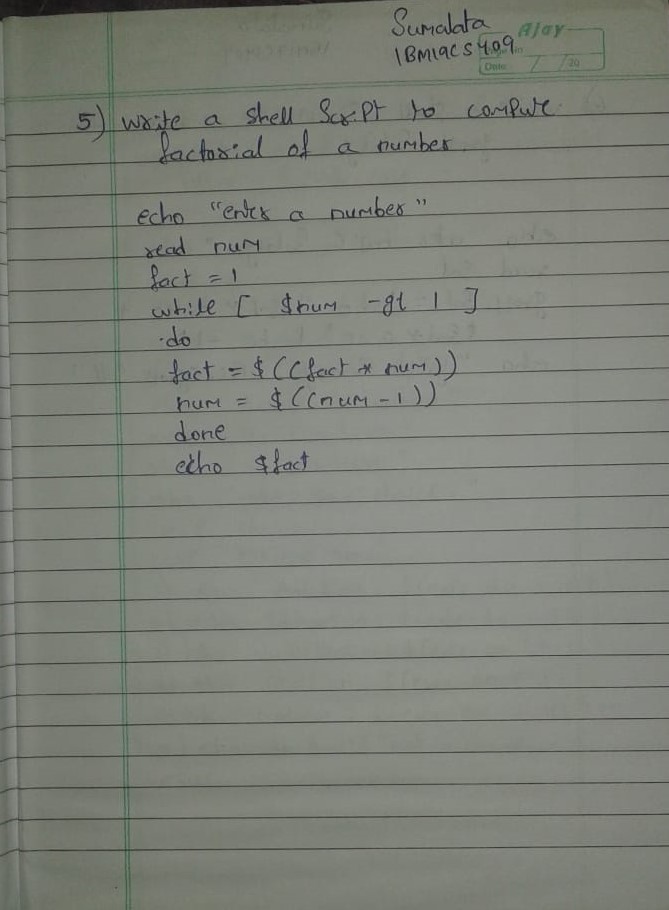 Sumalata
Ajay
1BM19CS409
Date / /20
5) Write a shell Script to compute
factorial of a number.
echo "enter a number"
read num
fact = 1
while [ $num -gt 1 ]
do
fact = $((fact * num))
num = $((num - 1))
done
echo $fact